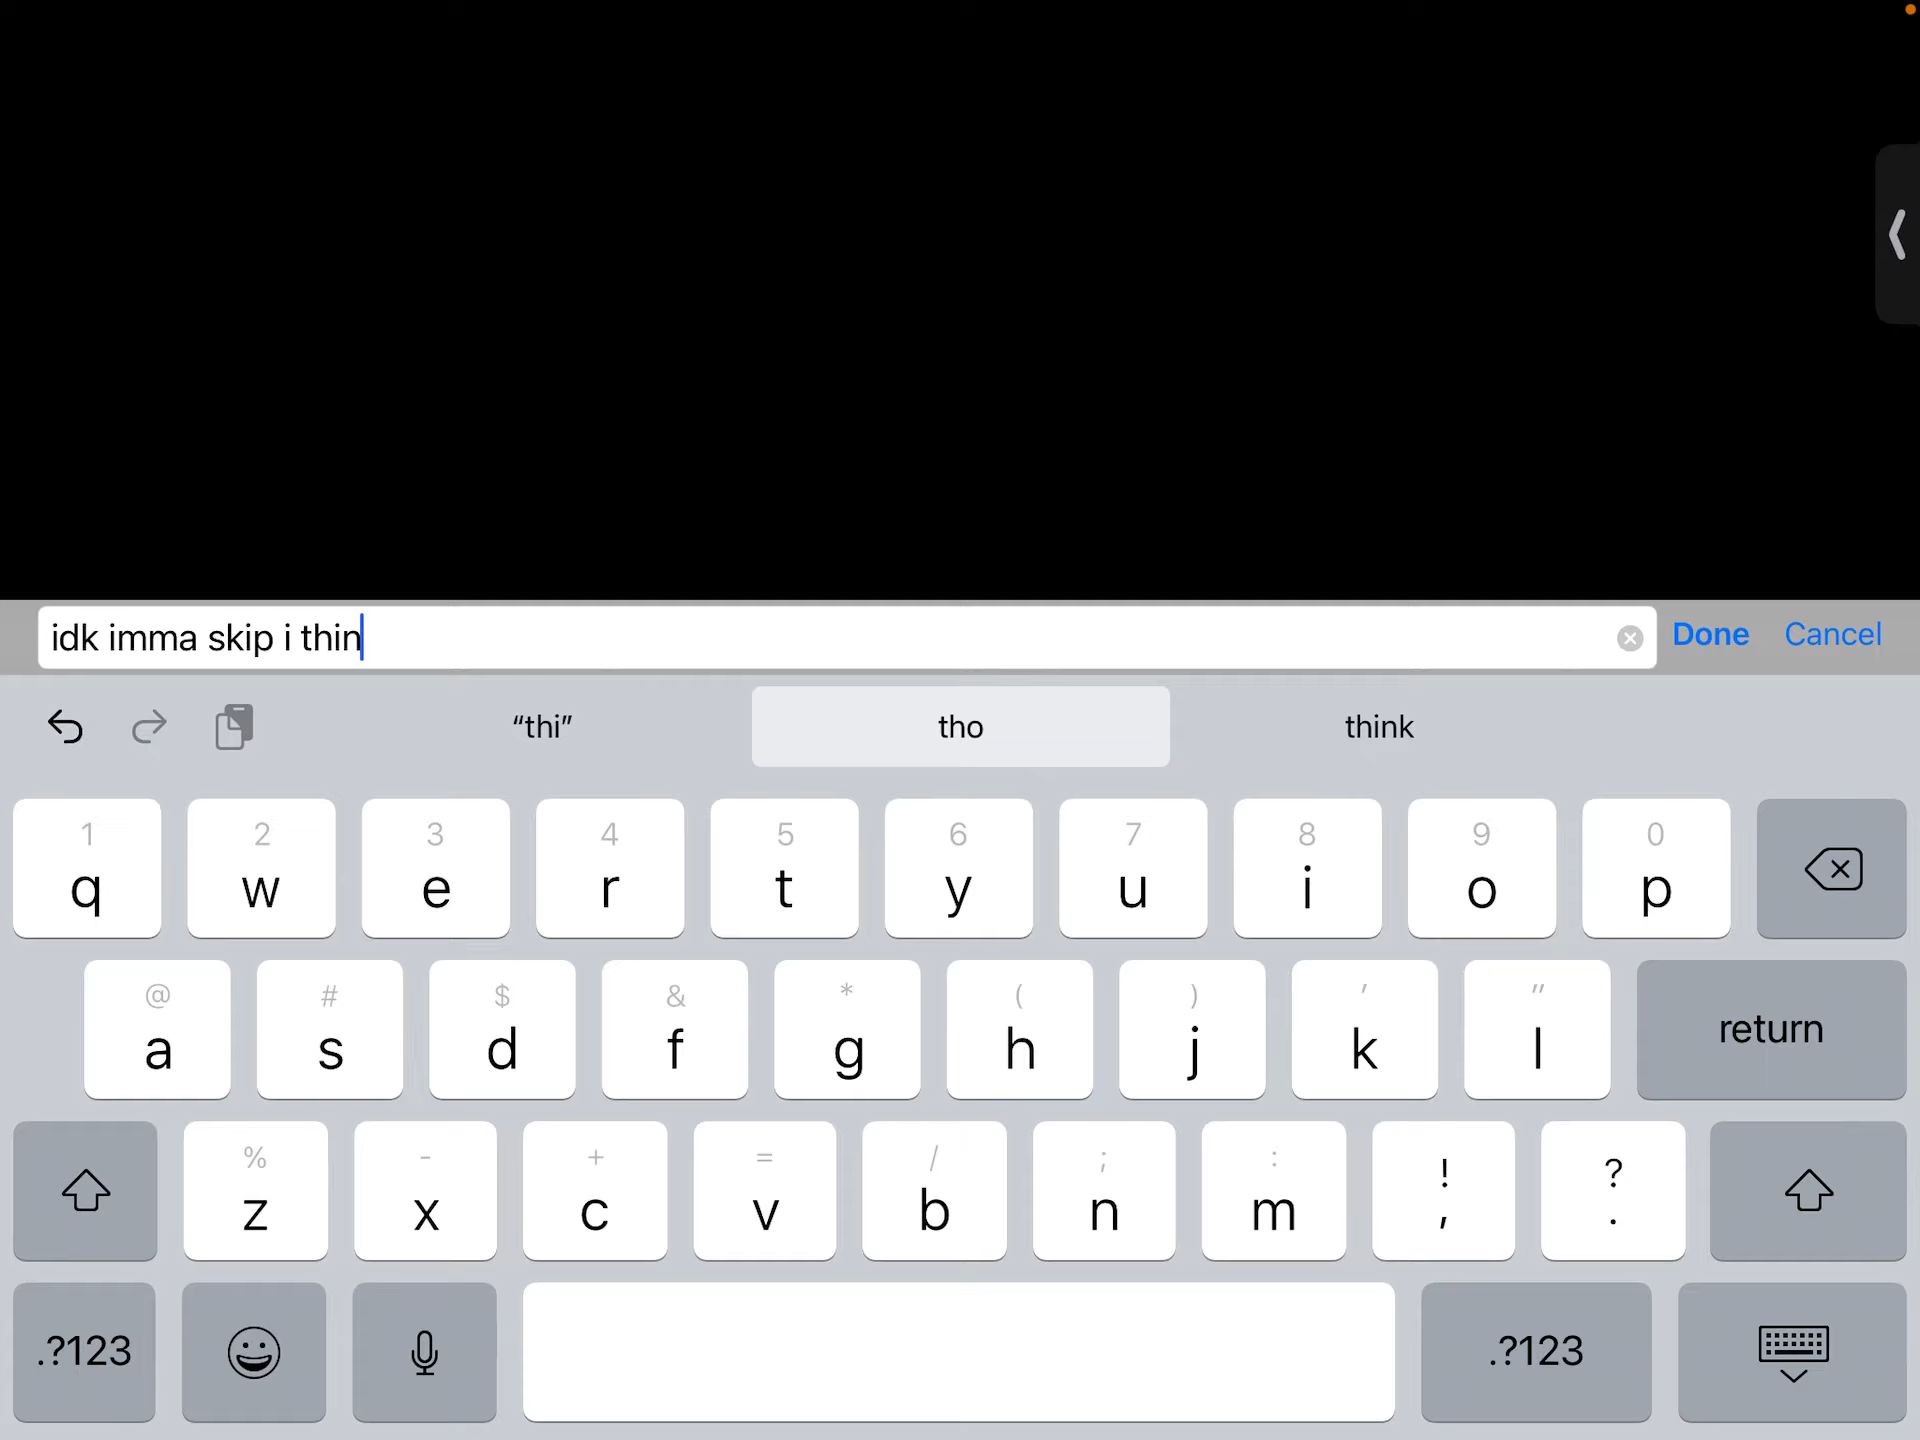 idk imma skip i thin
Done
Cancel
“thi”
tho
think
1 2 3 4 5 6 7 8 9 0
q w e r t y u i o p
@ # $ & * ( ) ' "
a s d f g h j k l
return
% - + = / ; : ! ?
z x c v b n m , .
.?123
.?123